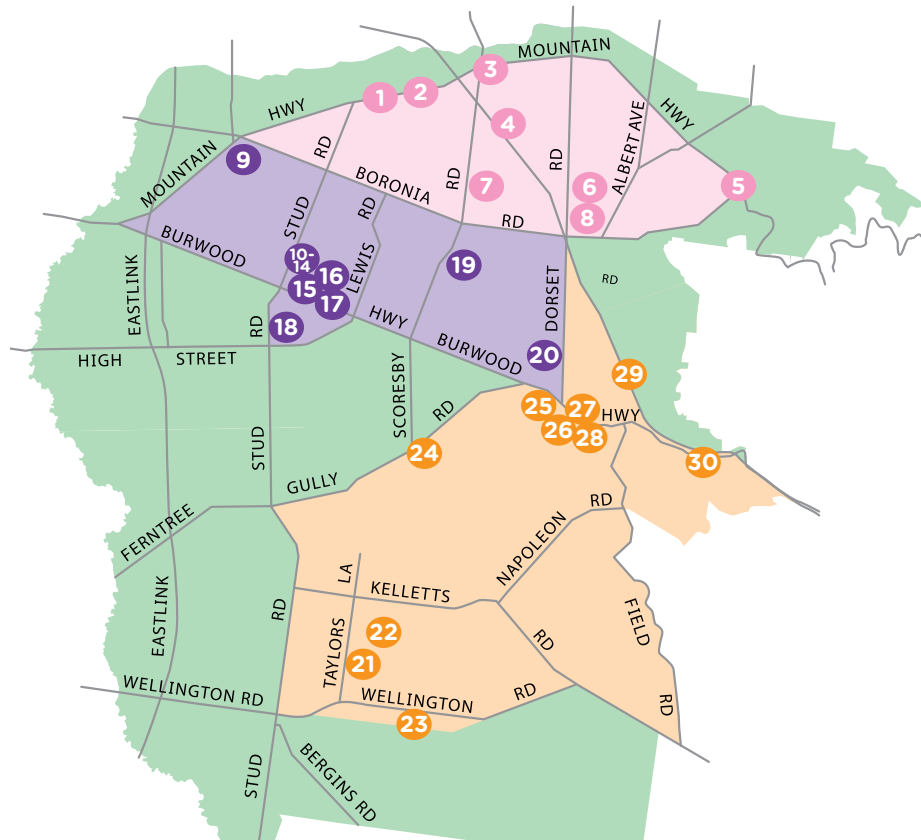 MOUNTAIN
3
HWY
1
2
HWY
4
RD
RD
ALBERT AVE
MOUNTAIN
9
BORONIA
RD
7
6
5
8
RD
RD
STUD
BURWOOD
LEWIS
10-
14
16
15
17
19
RD
EASTLINK
DORSET
HWY
18
RD
HIGH
STREET
BURWOOD
20
29
SCORESBY
RD
25
27
HWY
26
28
STUD
24
30
GULLY
RD
FERNTREE
NAPOLEON
LA
KELLETTS
EASTLINK
RD
FIELD
TAYLORS
22
RD
21
WELLINGTON RD
WELLINGTON
RD
RD
23
STUD
BERGINS RD